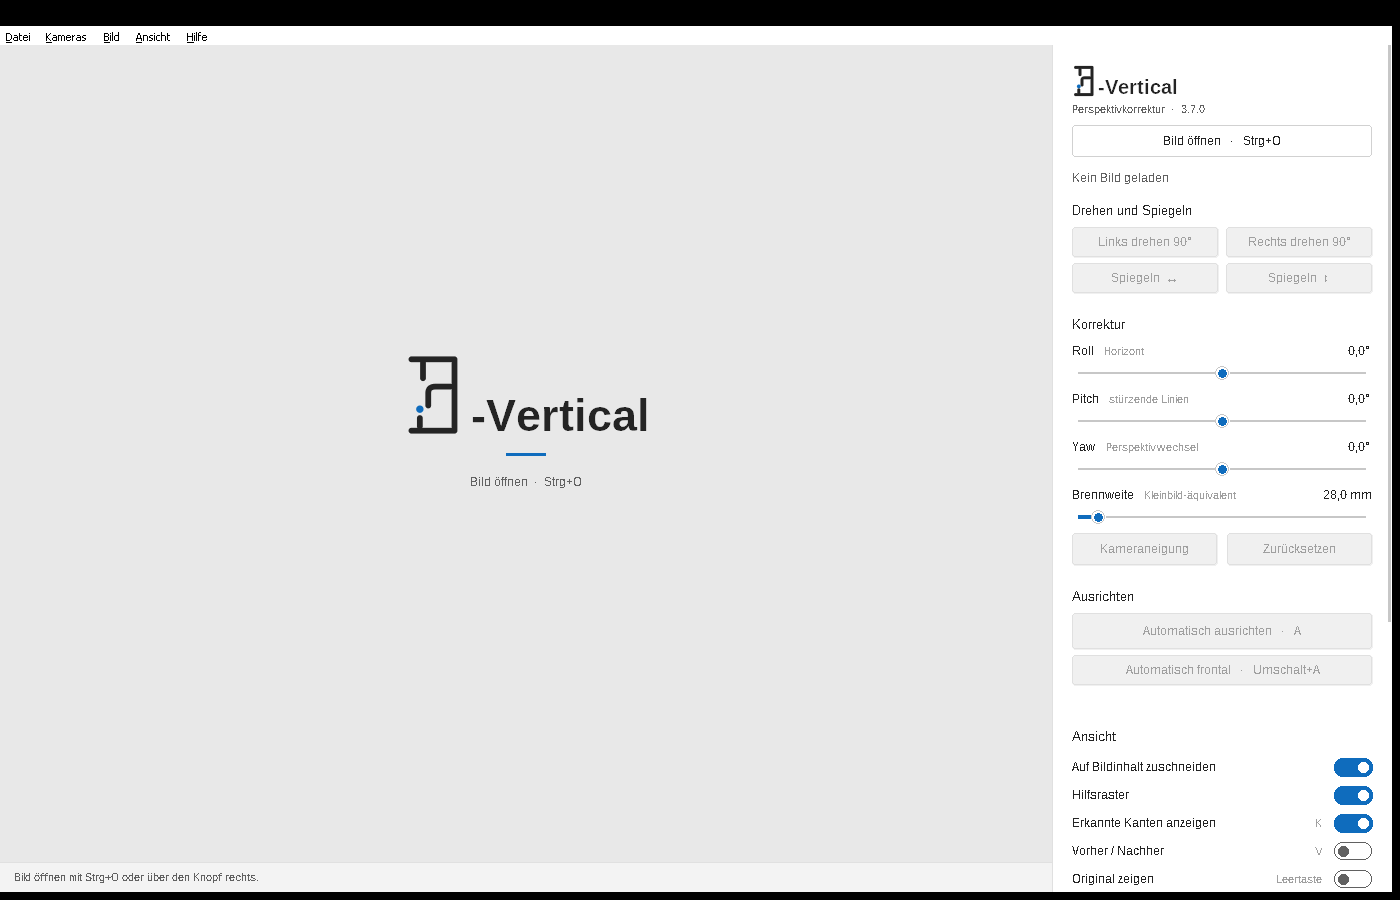 Datei Kameras Bild Ansicht Hilfe
-Vertical
Bild öffnen · Strg+O
Bild öffnen mit Strg+O oder über den Knopf rechts.
-Vertical
Perspektivkorrektur · 3.7.0
Bild öffnen · Strg+O
Kein Bild geladen
Drehen und Spiegeln
Links drehen 90° Rechts drehen 90°
Spiegeln ↔ Spiegeln ↕
Korrektur
Roll Horizont 0,0°
Pitch stürzende Linien 0,0°
Yaw Perspektivwechsel 0,0°
Brennweite Kleinbild-äquivalent 28,0 mm
Kameraneigung Zurücksetzen
Ausrichten
Automatisch ausrichten · A
Automatisch frontal · Umschalt+A
Ansicht
Auf Bildinhalt zuschneiden
Hilfsraster
Erkannte Kanten anzeigen K
Vorher / Nachher V
Original zeigen Leertaste